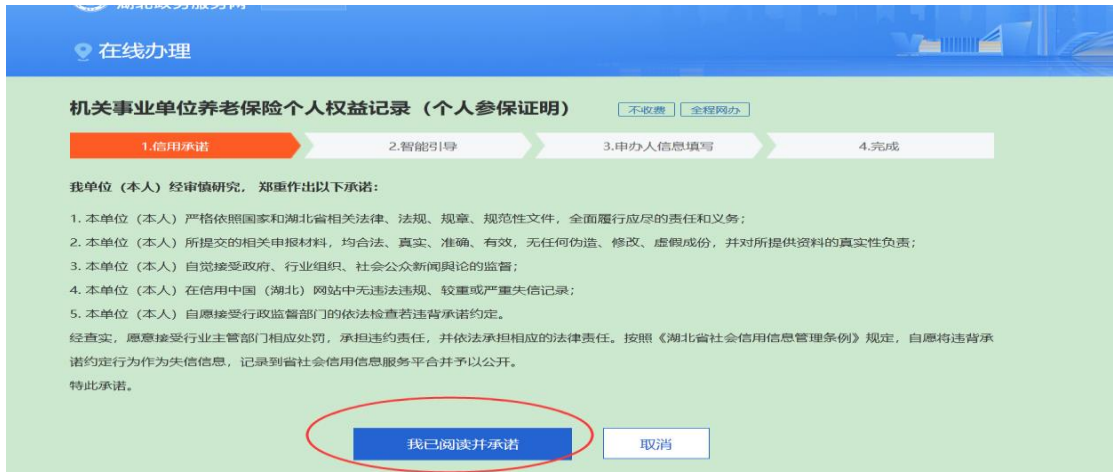 湖北政务服务网
在线办理
机关事业单位养老保险个人权益记录（个人参保证明） 不收费 全程网办
1.信用承诺 2.智能引导 3.申办人信息填写 4.完成
我单位（本人）经审慎研究，郑重作出以下承诺：
1. 本单位（本人）严格依照国家和湖北省相关法律、法规、规章、规范性文件，全面履行应尽的责任和义务；
2. 本单位（本人）所提交的相关申报材料，均合法、真实、准确、有效，无任何伪造、修改、虚假成份，并对所提供资料的真实性负责；
3. 本单位（本人）自觉接受政府、行业组织、社会公众新闻舆论的监督；
4. 本单位（本人）在信用中国（湖北）网站中无违法违规、较重或严重失信记录；
5. 本单位（本人）自愿接受行政监督部门的依法检查若违背承诺约定。
经查实，愿意接受行业主管部门相应处罚，承担违约责任，并依法承担相应的法律责任。按照《湖北省社会信用信息管理条例》规定，自愿将违背承
诺约定行为作为失信信息，记录到省社会信用信息服务平台并予以公开。
特此承诺。
我已阅读并承诺 取消